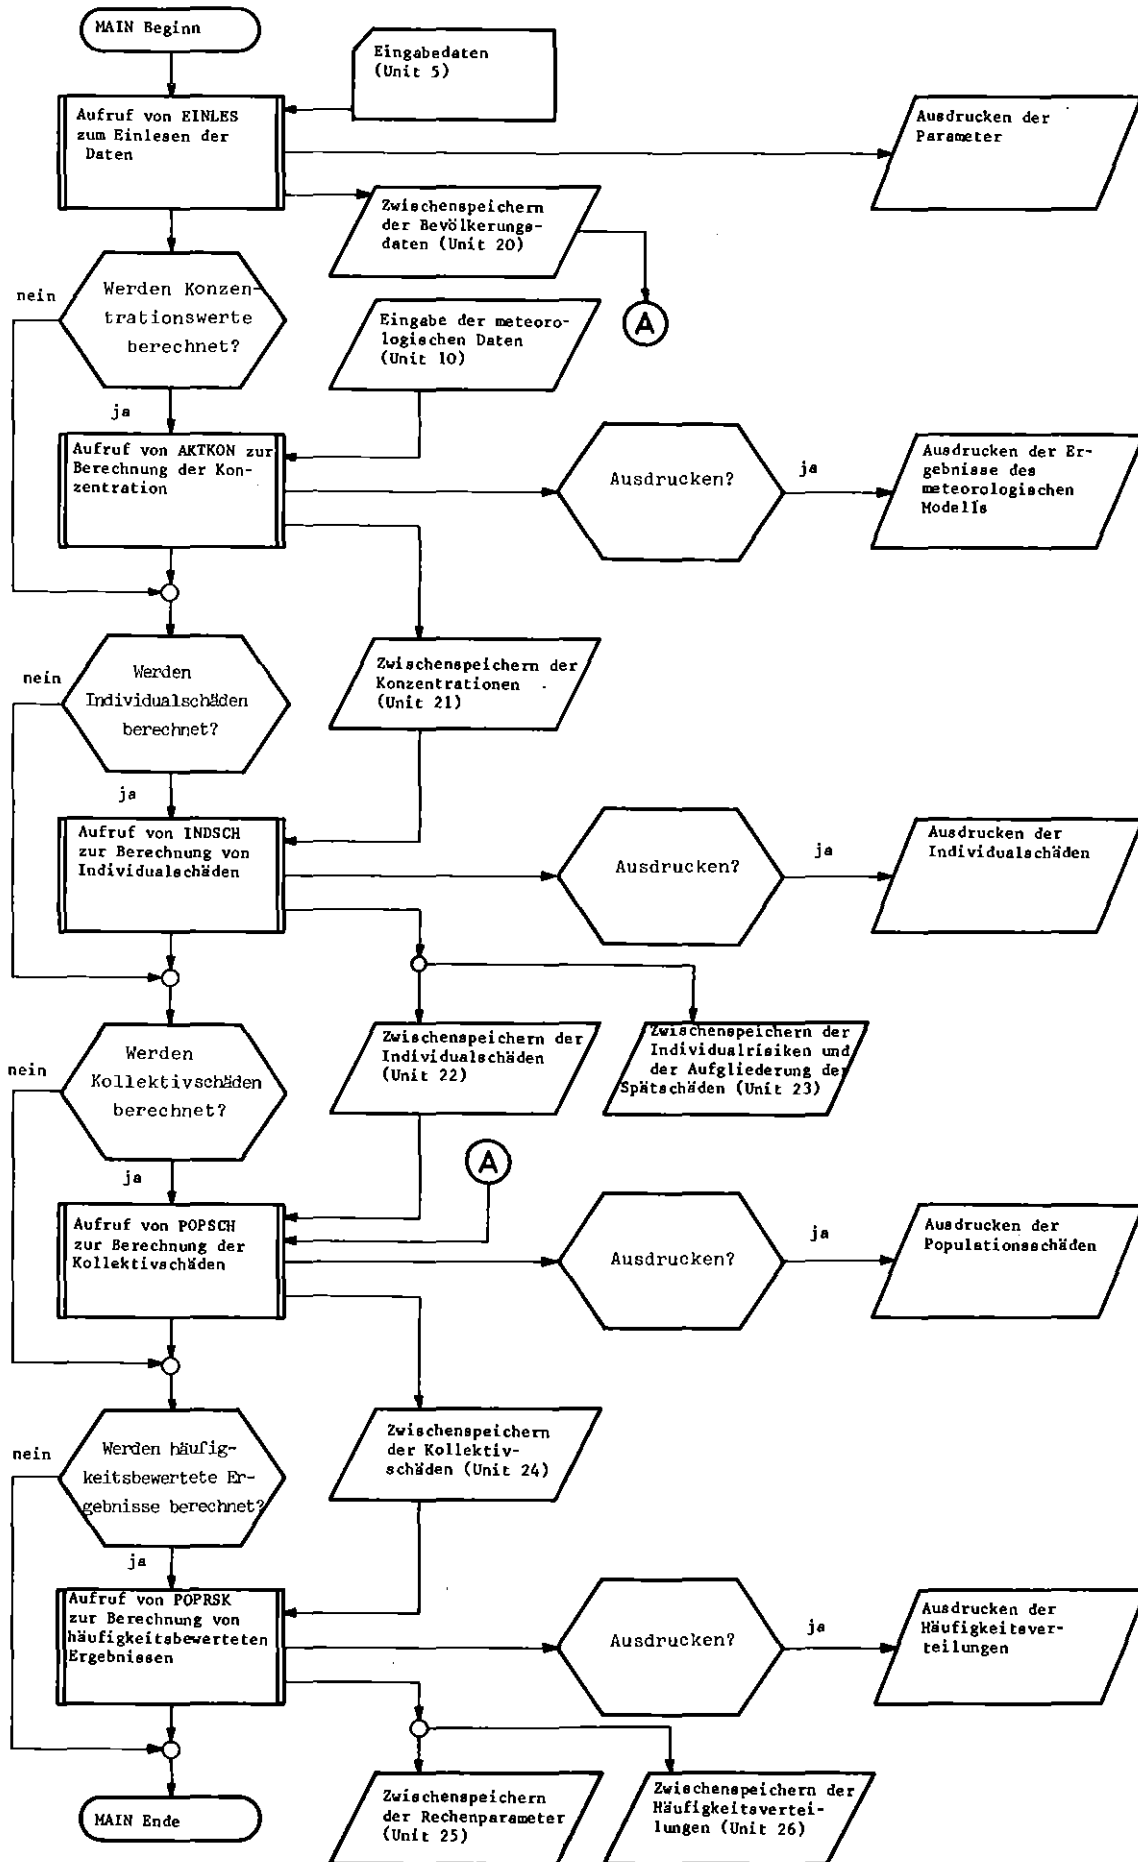 MAIN Beginn
Eingabedaten
(Unit 5)
Aufruf von EINLES
zum Einlesen der
Daten
Ausdrucken der
Parameter
Zwischenspeichern
der Bevölkerungs-
daten (Unit 20)
A
nein
Werden Konzen-
trationswerte
berechnet?
Eingabe der meteoro-
logischen Daten
(Unit 10)
ja
Aufruf von AKTKON zur
Berechnung der Kon-
zentration
Ausdrucken?
ja
Ausdrucken der Er-
gebnisse des
meteorologischen
Modells
nein
Werden
Individualschäden
berechnet?
Zwischenspeichern der
Konzentrationen
(Unit 21)
ja
Aufruf von INDSCH
zur Berechnung von
Individualschäden
Ausdrucken?
ja
Ausdrucken der
Individualschäden
nein
Werden
Kollektivschäden
berechnet?
Zwischenspeichern der
Individualschäden
(Unit 22)
Zwischenspeichern der
Individualrisiken und
der Aufgliederung der
Spätschäden (Unit 23)
A
ja
Aufruf von POPSCH
zur Berechnung der
Kollektivschäden
Ausdrucken?
ja
Ausdrucken der
Populationsschäden
nein
Werden häufig-
keitsbewertete Er-
gebnisse berechnet?
Zwischenspeichern
der Kollektiv-
schäden (Unit 24)
ja
Aufruf von POPRSK
zur Berechnung von
häufigkeitsbewerteten
Ergebnissen
Ausdrucken?
ja
Ausdrucken der
Häufigkeitsver-
teilungen
MAIN Ende
Zwischenspeichern
der Rechenparameter
(Unit 25)
Zwischenspeichern der
Häufigkeitsvertei-
lungen (Unit 26)